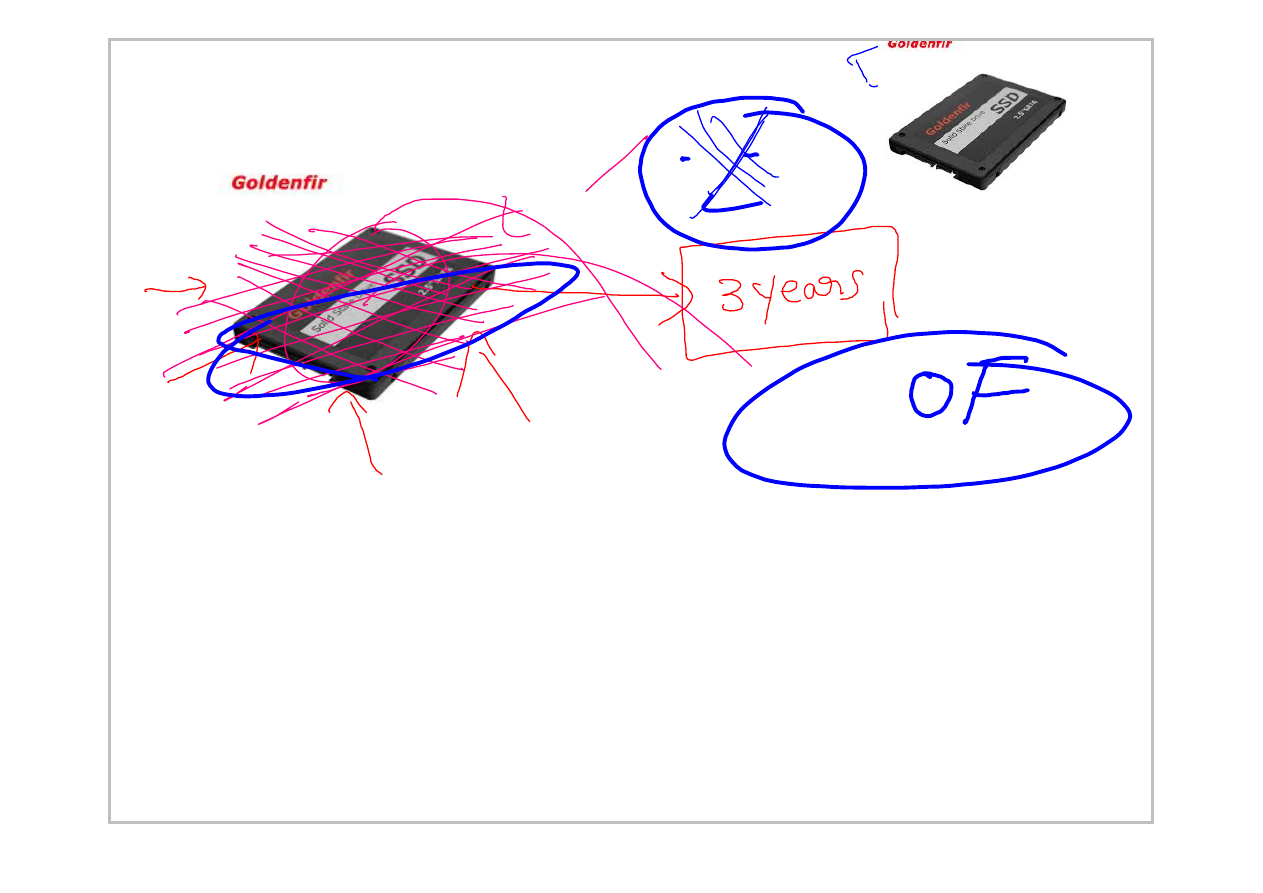 Goldenfir
Goldenfir
Solid State Drive
SSD
2.5"SATA
Goldenfir
Goldenfir
Solid State Drive
SSD
2.5"
3 years
OF